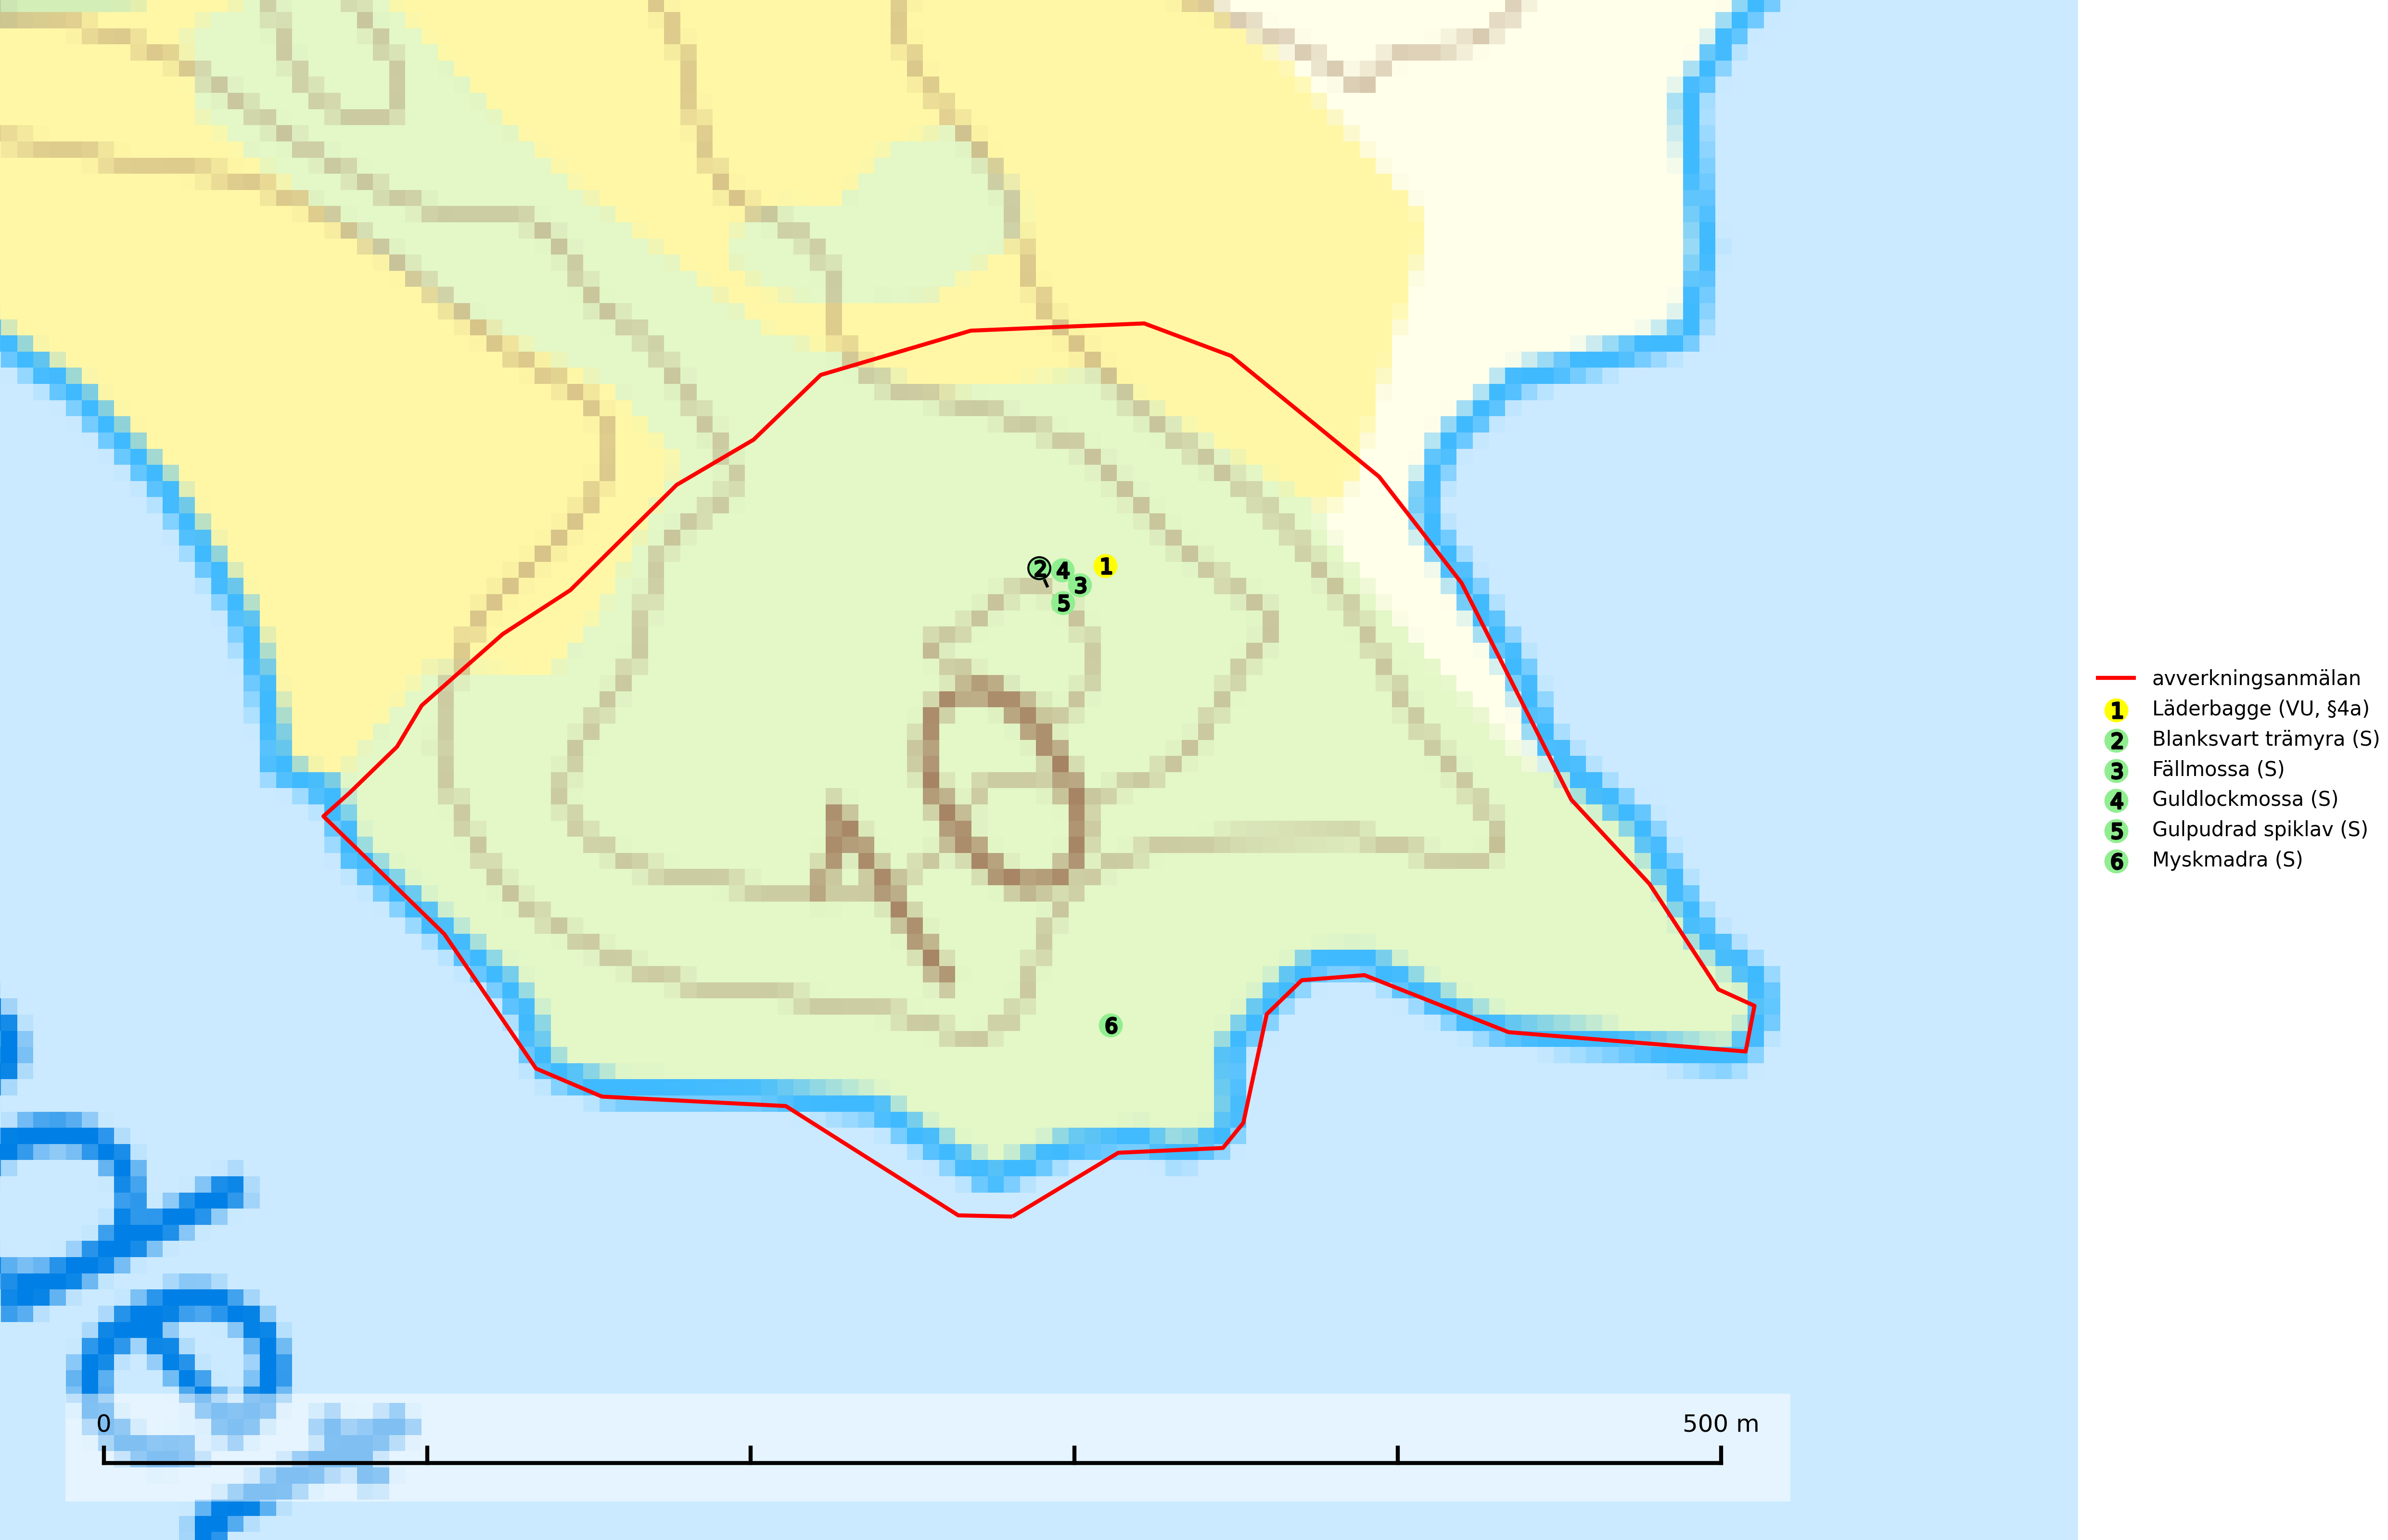 2 4 1
3
5
6
0 500 m
avverkningsanmälan
1 Läderbagge (VU, §4a)
2 Blanksvart trämyra (S)
3 Fällmossa (S)
4 Guldlockmossa (S)
5 Gulpudrad spiklav (S)
6 Myskmadra (S)